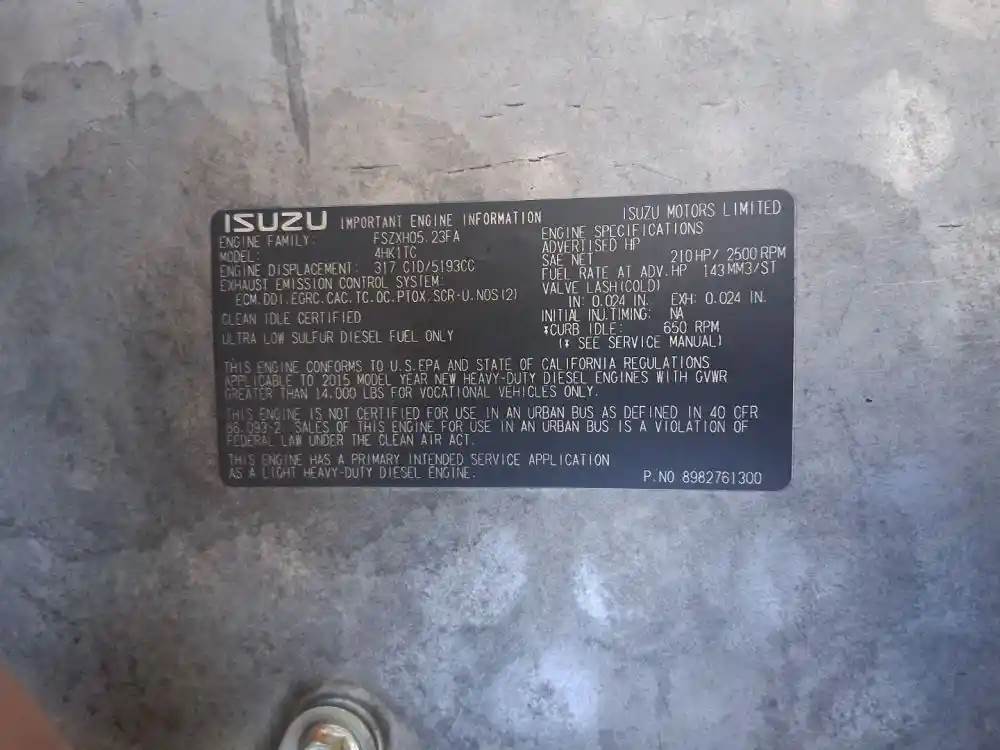 ISUZU IMPORTANT ENGINE INFORMATION
ISUZU MOTORS LIMITED
ENGINE FAMILY: FSZXH05.23FA
MODEL: 4HK1TC
ENGINE DISPLACEMENT: 317 CID/5193CC
EXHAUST EMISSION CONTROL SYSTEM:
ECM.DDI.EGRC.CAC.TC.OC.PTOX.SCR-U.NOS(2)
CLEAN IDLE CERTIFIED
ULTRA LOW SULFUR DIESEL FUEL ONLY
ENGINE SPECIFICATIONS
ADVERTISED HP
SAE NET 210HP/ 2500RPM
FUEL RATE AT ADV.HP 143MM3/ST
VALVE LASH(COLD)
IN: 0.024 IN. EXH: 0.024 IN.
INITIAL INJ.TIMING: NA
*CURB IDLE: 650 RPM
(* SEE SERVICE MANUAL)
THIS ENGINE CONFORMS TO U.S.EPA AND STATE OF CALIFORNIA REGULATIONS
APPLICABLE TO 2015 MODEL YEAR NEW HEAVY-DUTY DIESEL ENGINES WITH GVWR
GREATER THAN 14,000 LBS FOR VOCATIONAL VEHICLES ONLY.
THIS ENGINE IS NOT CERTIFIED FOR USE IN AN URBAN BUS AS DEFINED IN 40 CFR
86.093-2. SALES OF THIS ENGINE FOR USE IN AN URBAN BUS IS A VIOLATION OF
FEDERAL LAW UNDER THE CLEAN AIR ACT.
THIS ENGINE HAS A PRIMARY INTENDED SERVICE APPLICATION
AS A LIGHT HEAVY-DUTY DIESEL ENGINE.
P.NO 8982761300